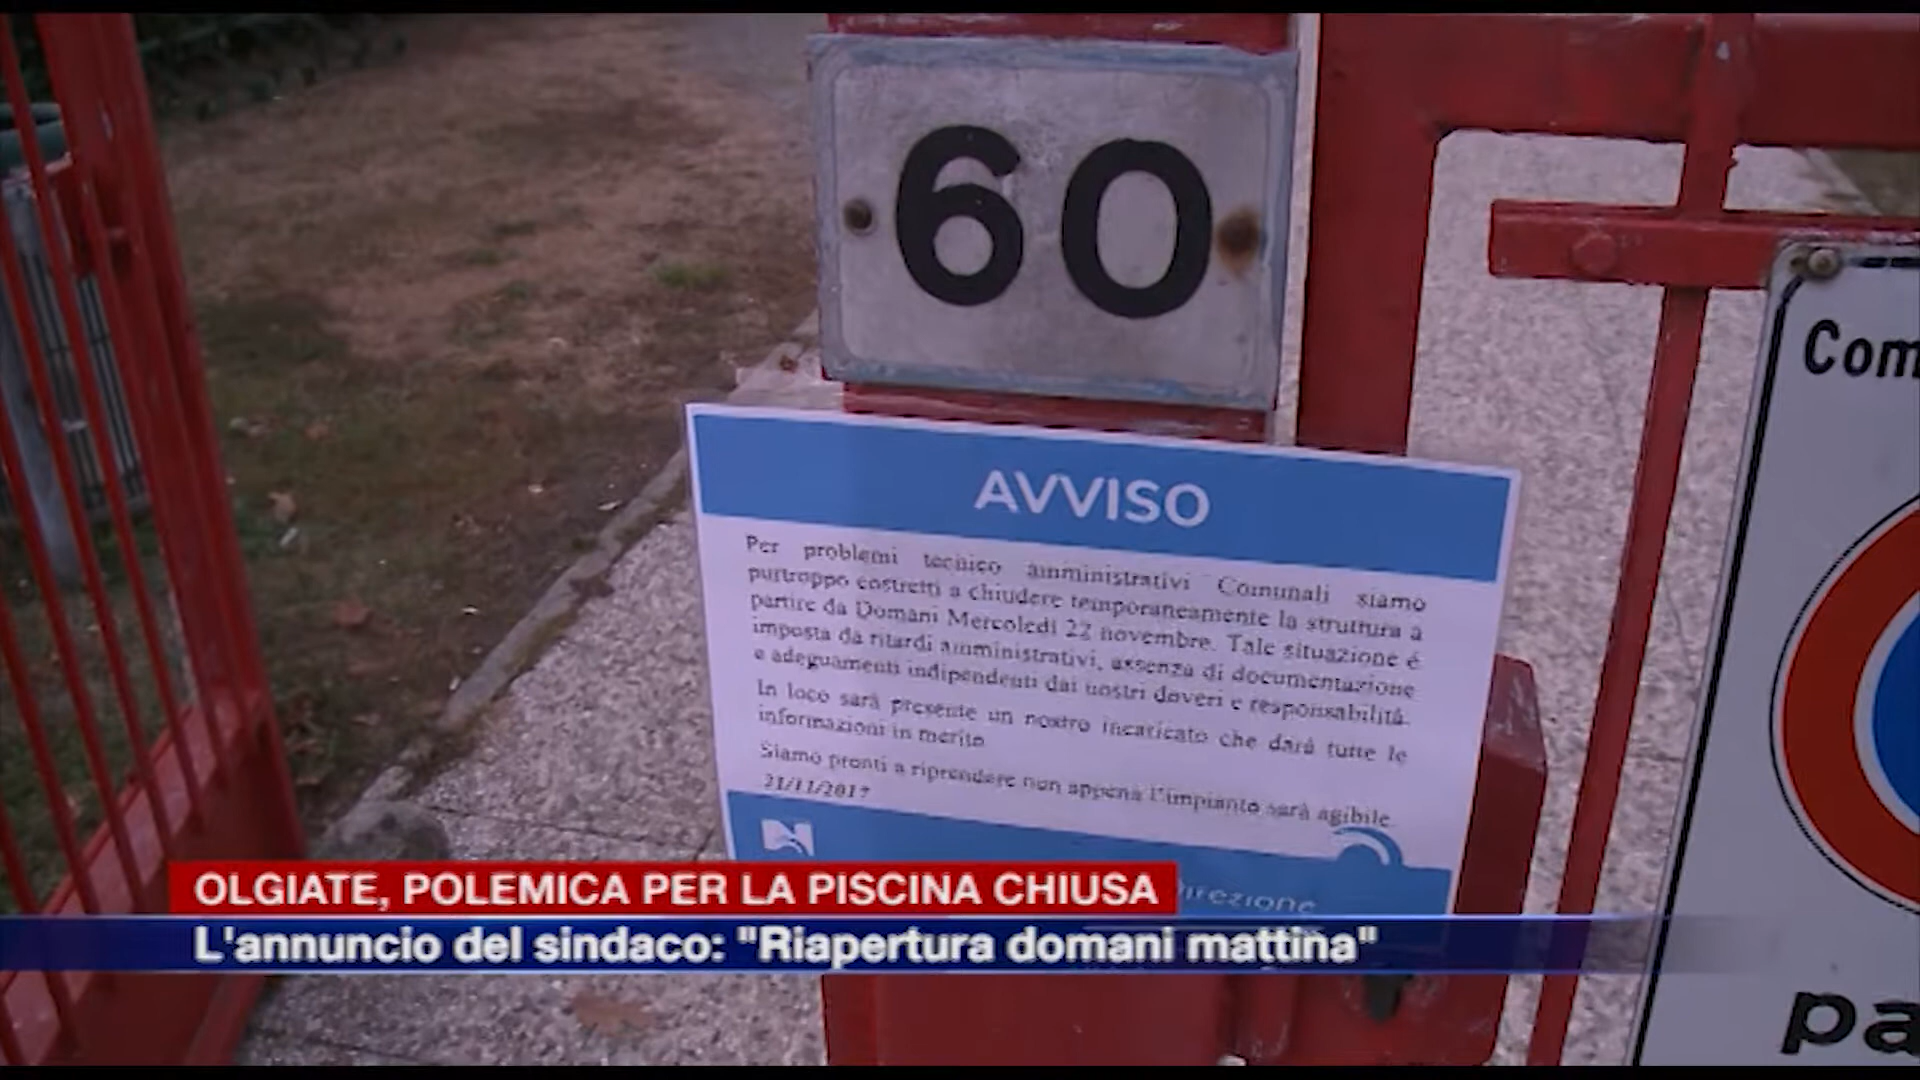 60
Com
AVVISO
Per problemi tecnico amministrativi Comunali siamo
purtroppo costretti a chiudere temporaneamente la struttura a
partire da Domani Mercoledì 22 novembre. Tale situazione é
imposta da ritardi amministrativi, assenza di documentazione
e adeguamenti indipendenti dai nostri doveri e responsabilità.
In loco sarà presente un nostro incaricato che darà tutte le
informazioni in merito
Siamo pronti a riprendere non appena l'impianto sarà agibile.
21/11/2017
Direzione
OLGIATE, POLEMICA PER LA PISCINA CHIUSA
L'annuncio del sindaco: "Riapertura domani mattina"
pa